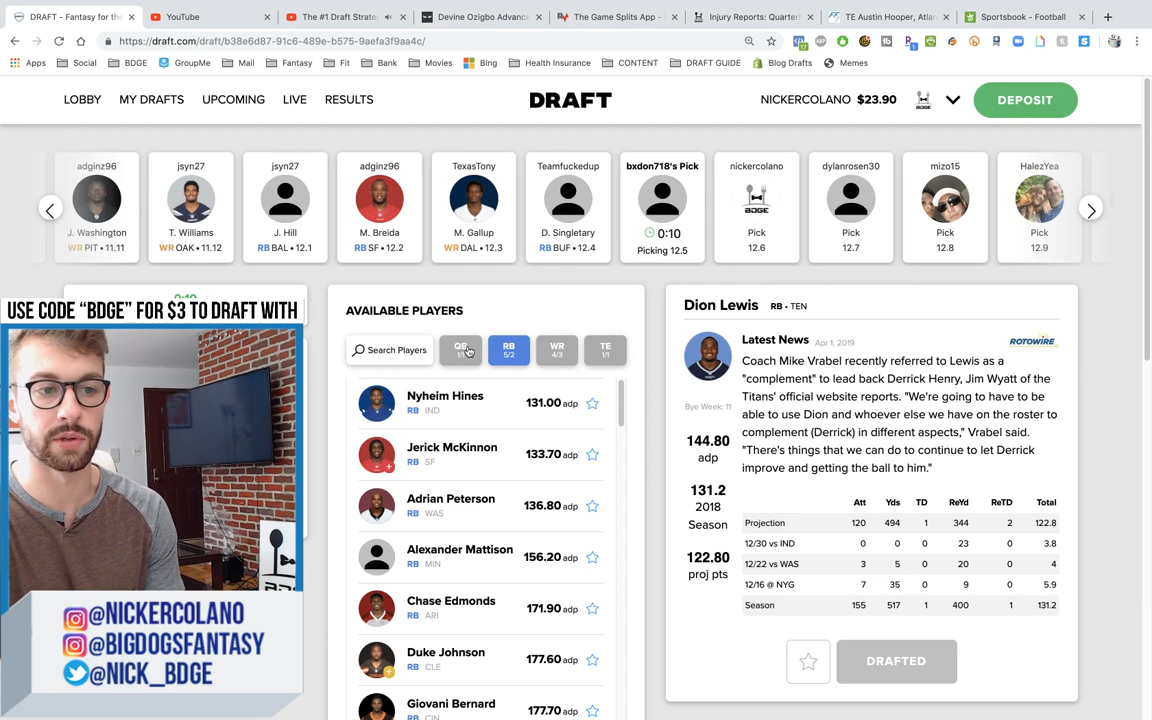 DRAFT - Fantasy for the
YouTube
The #1 Draft Strate
Devine Ozigbo Advance
The Game Splits App -
Injury Reports: Quartert
TE Austin Hooper, Atla
Sportsbook - Football
https://draft.com/draft/b38e6d87-91c6-489e-b575-9aefa3f9aa4c/
Apps Social BDGE GroupMe Mail Fantasy Fit Bank Movies Bing Health Insurance CONTENT DRAFT GUIDE Blog Drafts Memes
LOBBY MY DRAFTS UPCOMING LIVE RESULTS
DRAFT
NICKERCOLANO $23.90
BDGE
DEPOSIT
adginz96
J. Washington
WR PIT • 11.11
jsyn27
T. Williams
WR OAK • 11.12
jsyn27
J. Hill
RB BAL • 12.1
adginz96
M. Breida
RB SF • 12.2
TexasTony
M. Gallup
WR DAL • 12.3
Teamfuckedup
D. Singletary
RB BUF • 12.4
bxdon718's Pick
0:10
Picking 12.5
nickercolano
BDGE
Pick
12.6
dylanrosen30
Pick
12.7
mizo15
Pick
12.8
HalezYea
Pick
12.9
USE CODE "BDGE" FOR $3 TO DRAFT WITH
@NICKERCOLANO
@BIGDOGSFANTASY
@NICK_BDGE
AVAILABLE PLAYERS
Search Players
QB
RB
5/2
WR
4/3
TE
1/1
Nyheim Hines
RB IND
131.00 adp
Jerick McKinnon
RB SF
133.70 adp
Adrian Peterson
RB WAS
136.80 adp
Alexander Mattison
RB MIN
156.20 adp
Chase Edmonds
RB ARI
171.90 adp
Duke Johnson
RB CLE
177.60 adp
Giovani Bernard
RB CIN
177.70 adp
Dion Lewis RB • TEN
Latest News Apr 1, 2019
ROTOWIRE
Coach Mike Vrabel recently referred to Lewis as a
"complement" to lead back Derrick Henry, Jim Wyatt of the
Titans' official website reports. "We're going to have to be
able to use Dion and whoever else we have on the roster to
complement (Derrick) in different aspects," Vrabel said.
"There's things that we can do to continue to let Derrick
improve and getting the ball to him."
Bye Week: 11
144.80
adp
131.2
2018
Season
122.80
proj pts
Att Yds TD ReYd ReTD Total
Projection 120 494 1 344 2 122.8
12/30 vs IND 0 0 0 23 0 3.8
12/22 vs WAS 3 5 0 20 0 4
12/16 @ NYG 7 35 0 9 0 5.9
Season 155 517 1 400 1 131.2
DRAFTED